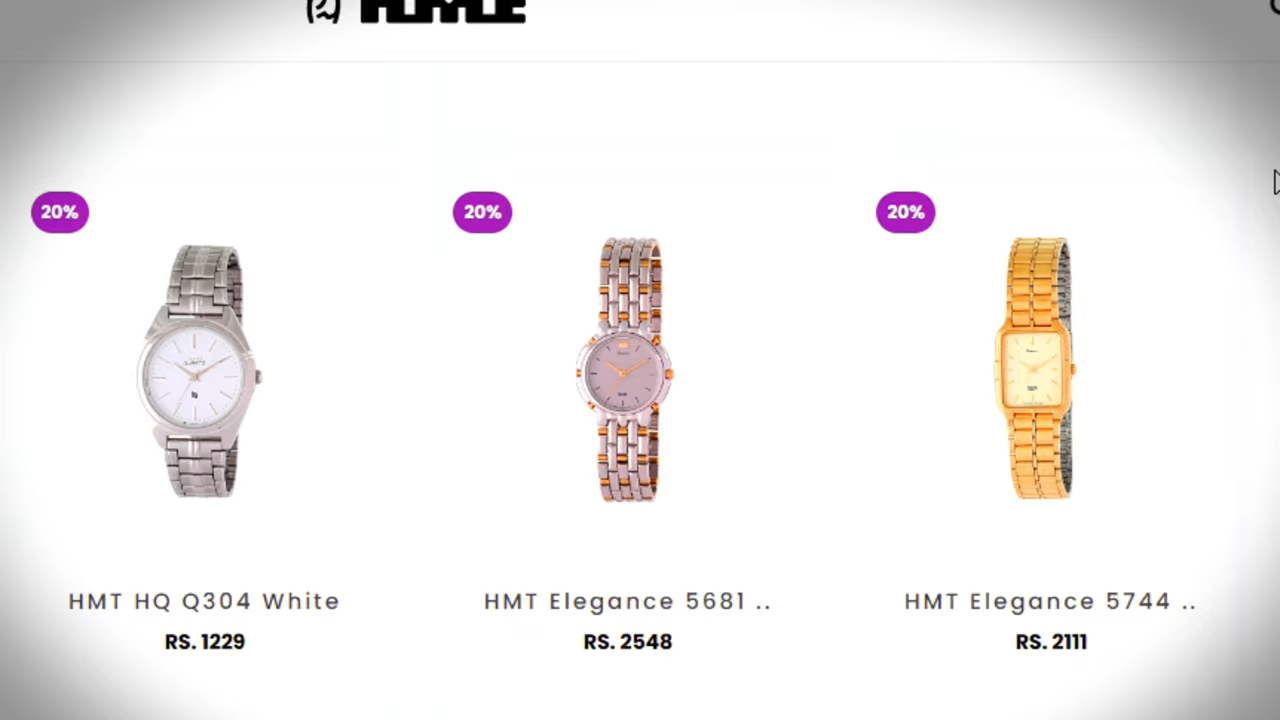 20%
20%
20%
HMT HQ Q304 White
HMT Elegance 5681 ..
HMT Elegance 5744 ..
RS. 1229
RS. 2548
RS. 2111